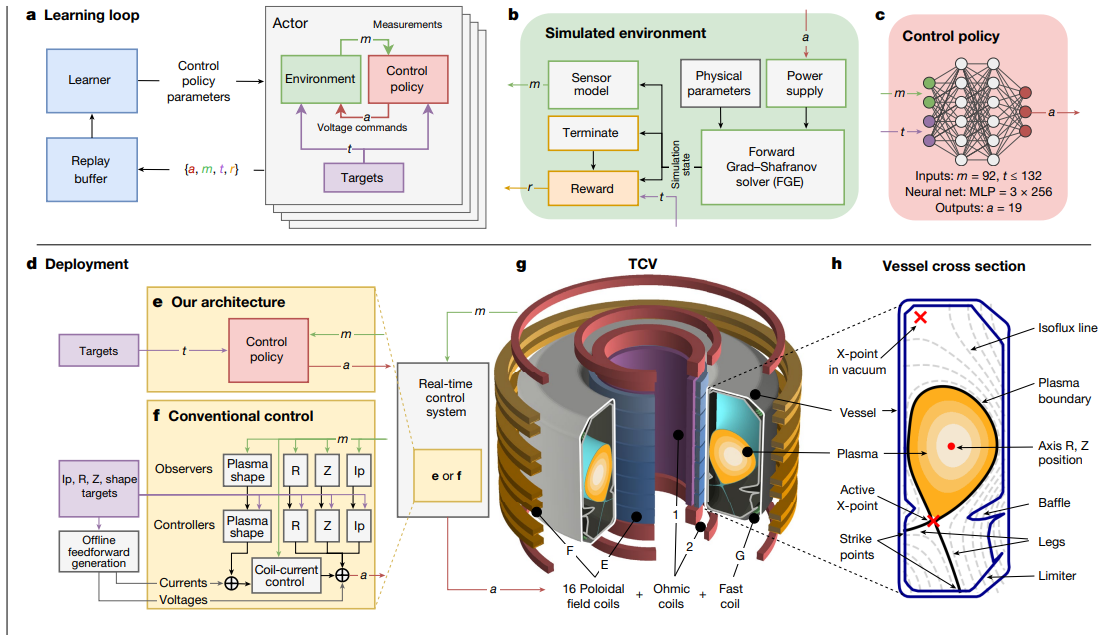 a Learning loop
Learner
Replay
buffer
Control
policy
parameters
{a, m, t, r}
Actor
Measurements
m
Environment
Control
policy
a
Voltage commands
t
Targets
b
Simulated environment
a
m
Sensor
model
Physical
parameters
Power
supply
Terminate
Simulation
state
Forward
Grad–Shafranov
solver (FGE)
r
Reward
t
c
Control policy
m
t
a
Inputs: m = 92, t ≤ 132
Neural net: MLP = 3 × 256
Outputs: a = 19
d Deployment
e Our architecture
Targets
t
Control
policy
m
a
f Conventional control
m
Observers
Plasma
shape
R
Z
Ip
Ip, R, Z, shape
targets
Controllers
Plasma
shape
R
Z
Ip
Offline
feedforward
generation
Coil-current
control
a
Currents
Voltages
m
Real-time
control
system
e or f
a
g
TCV
Vessel
Plasma
1
2
F
E
G
16 Poloidal
field coils
+
Ohmic
coils
+
Fast
coil
h
Vessel cross section
X-point
in vacuum
Isoflux line
Plasma
boundary
Axis R, Z
position
Active
X-point
Baffle
Strike
points
Legs
Limiter